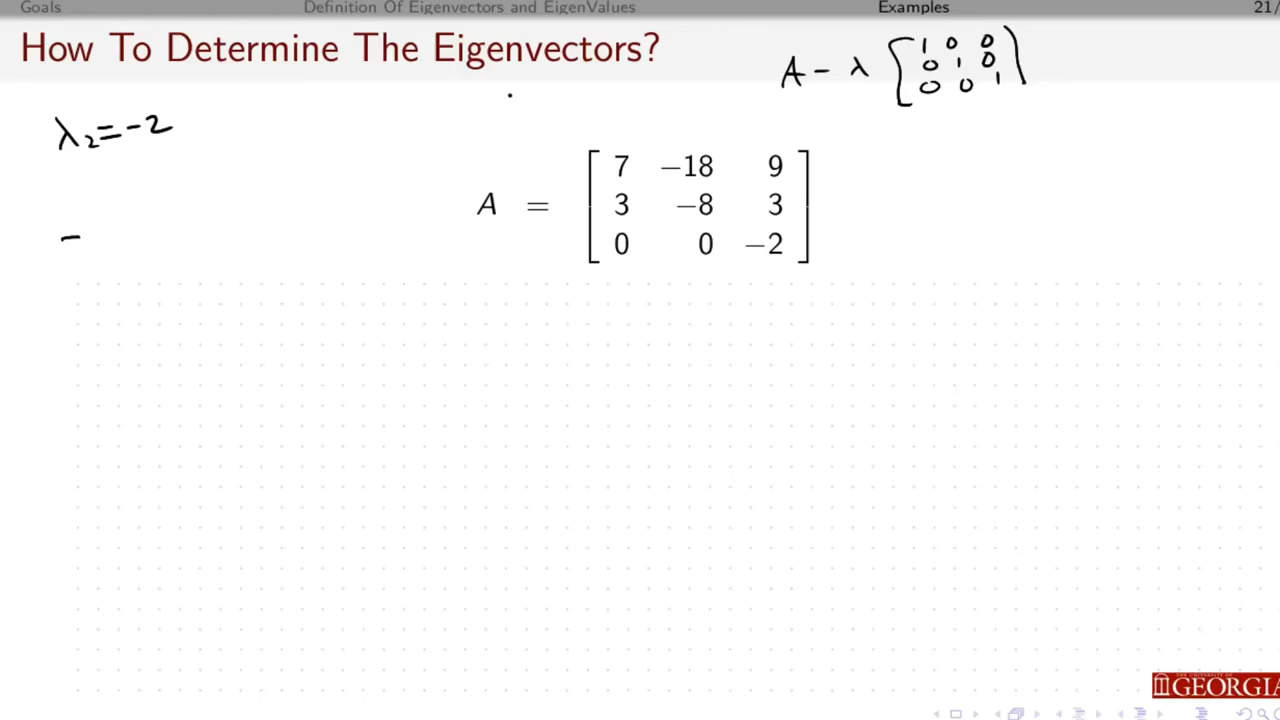 Goals Definition Of Eigenvectors and EigenValues Examples 21/
How To Determine The Eigenvectors?
A - λ [ 1 0 0
0 1 0
0 0 1 ]
λ₂ = -2
A = [ 7 −18 9
3 −8 3
0 0 −2 ]
-
GEORGIA